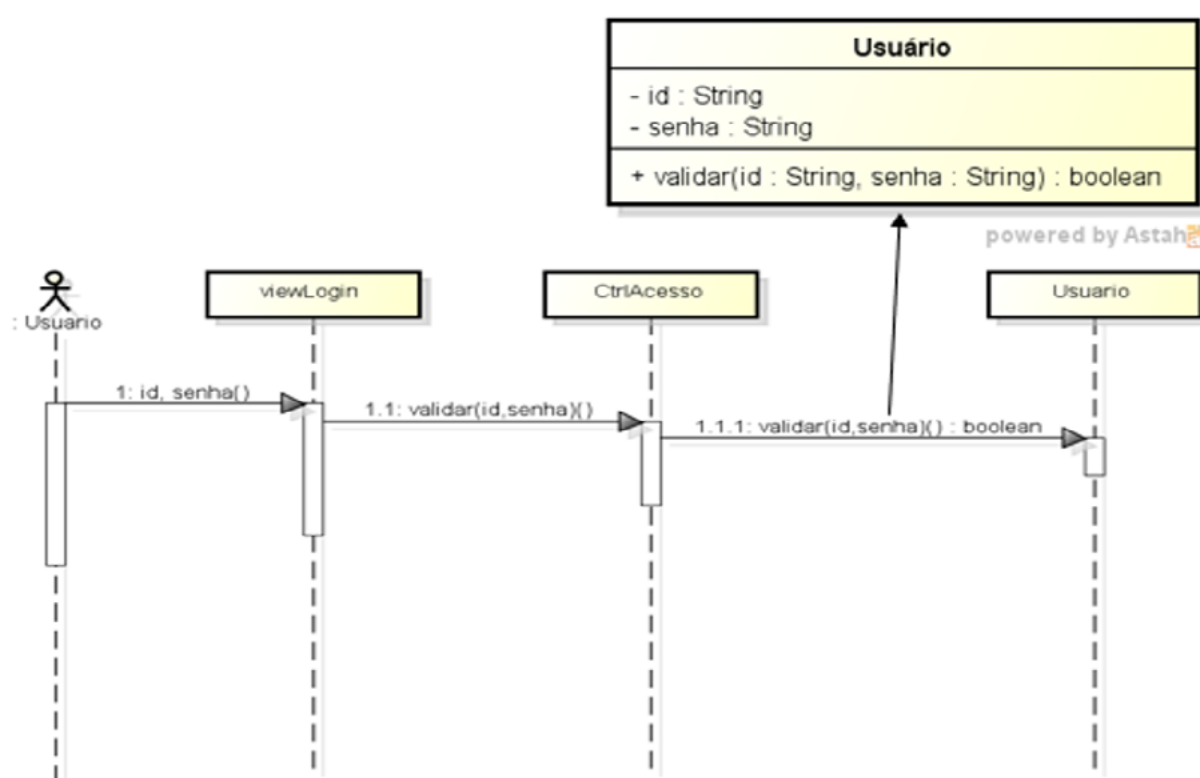 Usuário
- id : String
- senha : String
+ validar(id : String, senha : String) : boolean
powered by Astah
: Usuario
viewLogin
CtrlAcesso
Usuario
1: id, senha()
1.1: validar(id,senha)()
1.1.1: validar(id,senha)() : boolean